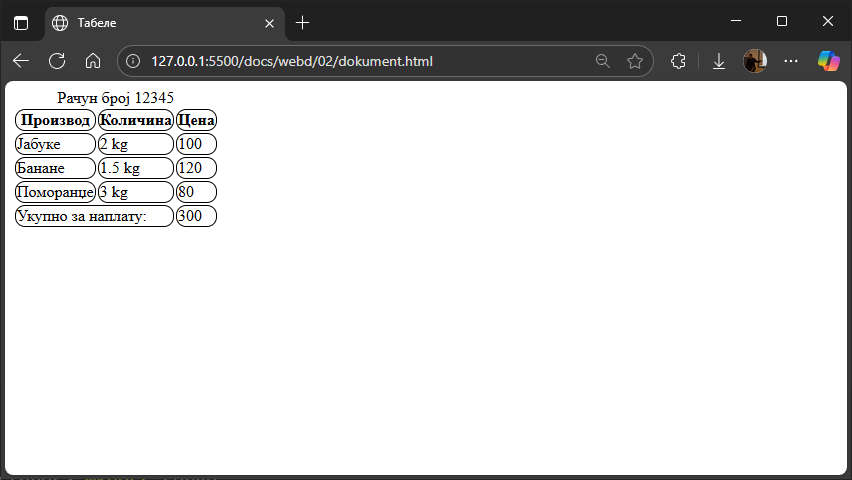 Табеле
127.0.0.1:5500/docs/webd/02/dokument.html
Рачун број 12345
Производ Количина Цена
Јабуке 2 kg 100
Банане 1.5 kg 120
Поморанџе 3 kg 80
Укупно за наплату: 300